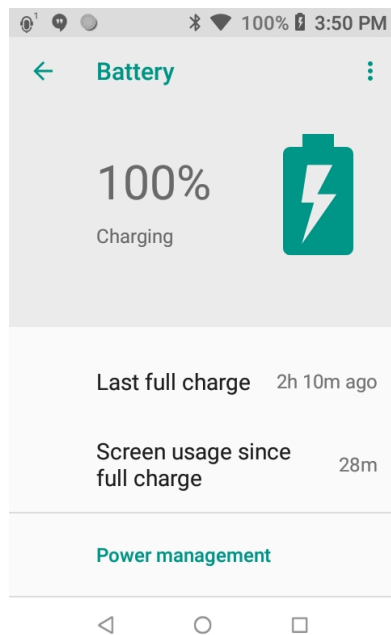 1 100% 3:50 PM
Battery
100%
Charging
Last full charge 2h 10m ago
Screen usage since
full charge
28m
Power management